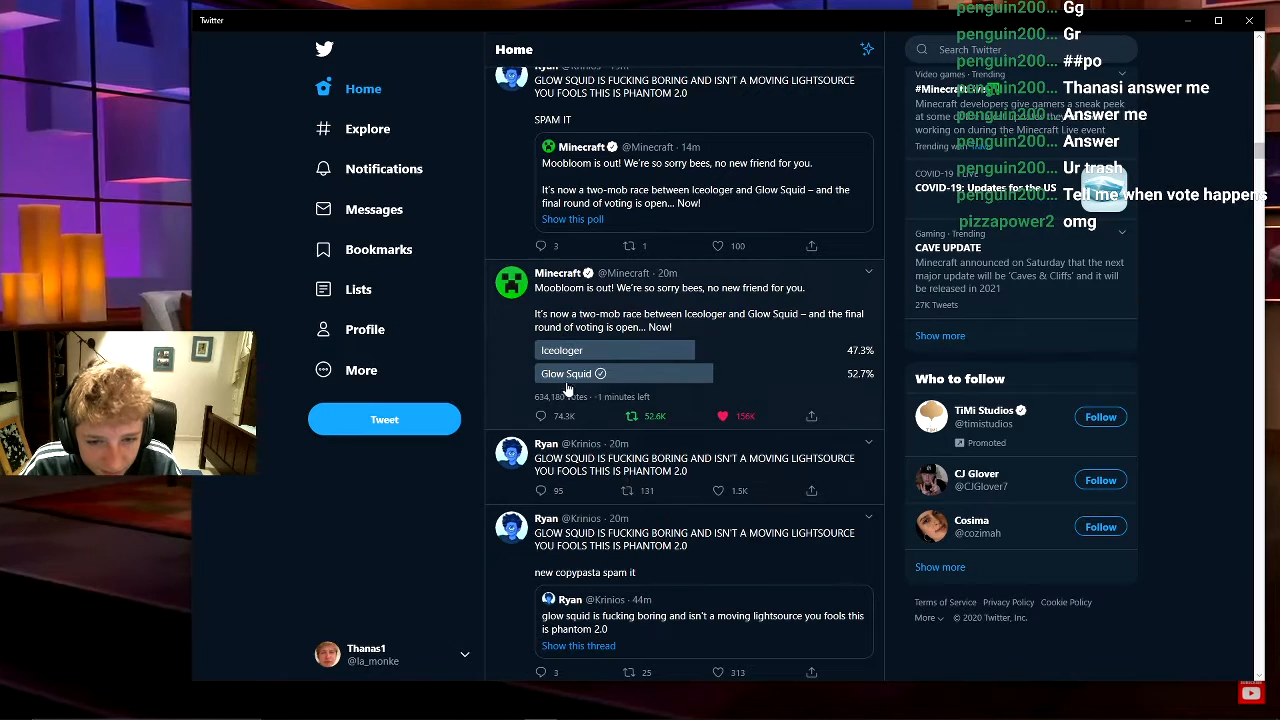 Twitter
Home
Explore
Notifications
Messages
Bookmarks
Lists
Profile
More
Tweet
Thanas1
@la_monke
Home
GLOW SQUID IS FUCKING BORING AND ISN'T A MOVING LIGHTSOURCE
YOU FOOLS THIS IS PHANTOM 2.0
SPAM IT
Minecraft @Minecraft · 14m
Moobloom is out! We're so sorry bees, no new friend for you.
It's now a two-mob race between Iceologer and Glow Squid – and the
final round of voting is open... Now!
Show this poll
3 1 100
Minecraft @Minecraft · 20m
Moobloom is out! We're so sorry bees, no new friend for you.
It's now a two-mob race between Iceologer and Glow Squid – and the final
round of voting is open... Now!
Iceologer 47.3%
Glow Squid 52.7%
634,180 votes · -1 minutes left
74.3K 52.6K 156K
Ryan @Krinios · 20m
GLOW SQUID IS FUCKING BORING AND ISN'T A MOVING LIGHTSOURCE
YOU FOOLS THIS IS PHANTOM 2.0
95 131 1.5K
Ryan @Krinios · 20m
GLOW SQUID IS FUCKING BORING AND ISN'T A MOVING LIGHTSOURCE
YOU FOOLS THIS IS PHANTOM 2.0
new copypasta spam it
Ryan @Krinios · 44m
glow squid is fucking boring and isn't a moving lightsource you fools this
is phantom 2.0
Show this thread
3 25 313
Search Twitter
Video games · Trending
Minecraft developers give gamers a sneak peek
at some of
working on during the Minecraft Live event
Trending with
COVID-19 · LIVE
COVID-19: Updates for the US
Gaming · Trending
CAVE UPDATE
Minecraft announced on Saturday that the next
major update will be 'Caves & Cliffs' and it will
be released in 2021
27K Tweets
Show more
Who to follow
TiMi Studios
@timistudios
Promoted
Follow
CJ Glover
@CJGlover7
Follow
Cosima
@cozimah
Follow
Show more
Terms of Service Privacy Policy Cookie Policy
More © 2020 Twitter, Inc.
penguin200... Gg
penguin200... Gr
penguin200... ##po
penguin200... Thanasi answer me
penguin200... Answer me
penguin200... Answer
penguin200... Ur trash
penguin200... Tell me when vote happens
pizzapower2 omg